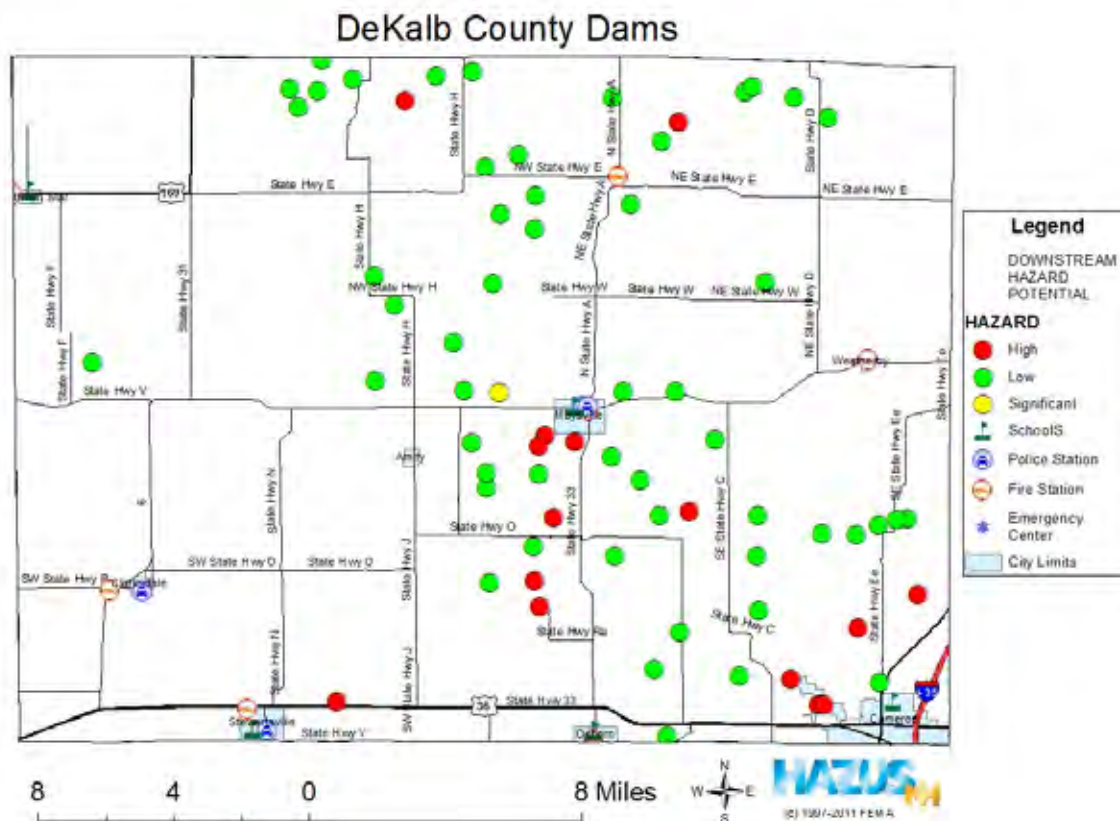 DeKalb County Dams
N State Hwy A
State Hwy H
State Hwy D
NW State Hwy E
State Hwy E
169
NE State Hwy E
NE State Hwy E
State Hwy F
State Hwy 31
State Hwy H
NE State Hwy A
NW State Hwy H
State Hwy W
State Hwy W
NE State Hwy W
NE State Hwy D
State Hwy F
State Hwy H
N State Hwy A
Weatherby
State Hwy V
Maysville
Amity
State Hwy N
State Hwy 33
SE State Hwy C
SE State Hwy Ee
6
State Hwy O
SW State Hwy
SW State Hwy O
State Hwy O
State Hwy J
Clarksdale
State Hwy Ee
State Hwy C
State Hwy Ra
State Hwy N
SW State Hwy J
36
State Hwy 33
35
Stewartsville
State Hwy Y
Osborn
Cameron
Legend
DOWNSTREAM
HAZARD
POTENTIAL
HAZARD
High
Low
Significant
SchoolS
Police Station
Fire Station
Emergency
Center
City Limits
8 4 0 8 Miles
N
W E
S
HAZUS
MH
(c) 1997-2011 FEMA